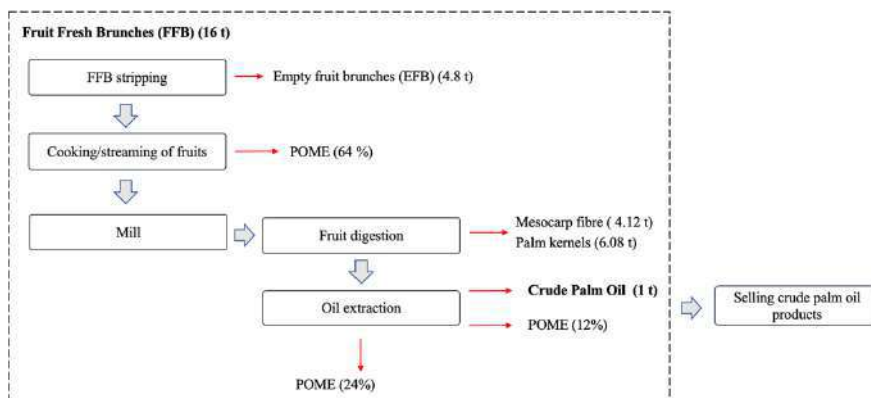 Fruit Fresh Brunches (FFB) (16 t)
FFB stripping
Empty fruit brunches (EFB) (4.8 t)
Cooking/streaming of fruits
POME (64 %)
Mill
Fruit digestion
Mesocarp fibre ( 4.12 t)
Palm kernels (6.08 t)
Oil extraction
Crude Palm Oil (1 t)
POME (12%)
POME (24%)
Selling crude palm oil
products